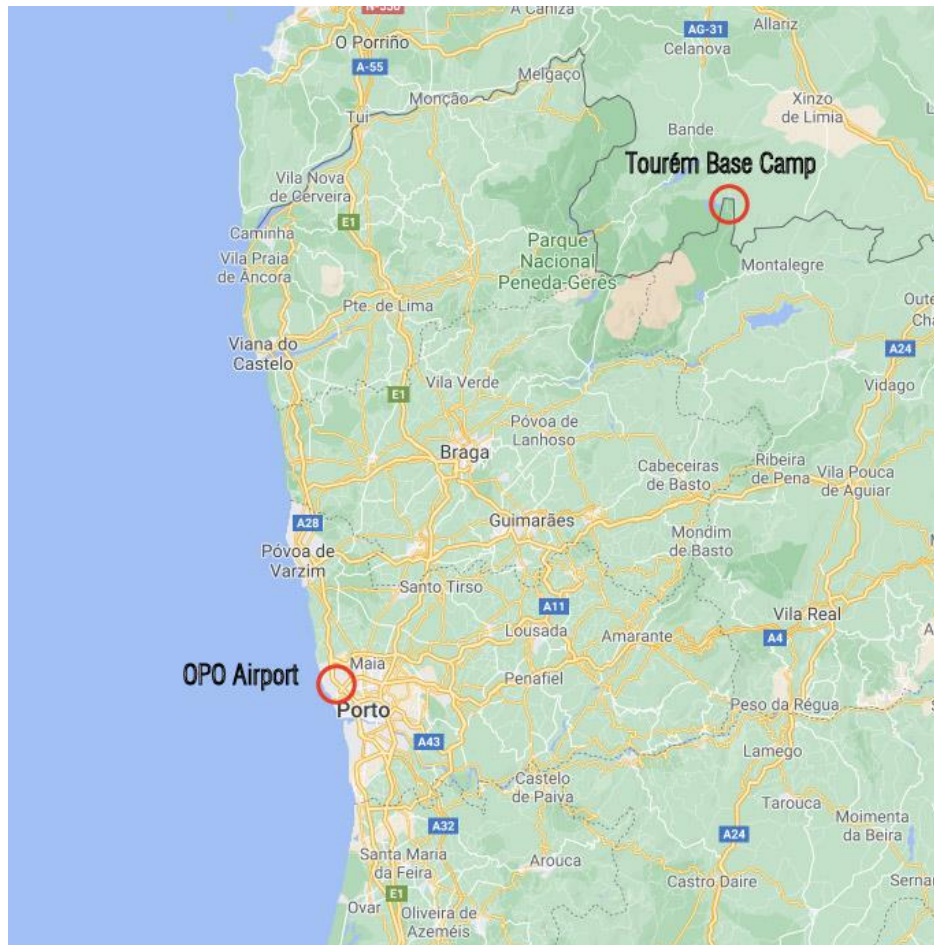 N-550
A Cañiza
Allariz
AG-31
O Porriño
Celanova
A-55
Melgaço
Xinzo
de Limia
Monção
Tui
Bande
Tourém Base Camp
Vila Nova
de Cerveira
E1
Caminha
Parque
Nacional
Peneda-Gerês
Vila Praia
de Âncora
Montalegre
Pte. de Lima
Oute
Cha
Viana do
Castelo
A24
Vila Verde
Vidago
E1
Póvoa de
Lanhoso
Braga
Cabeceiras
de Basto
Ribeira
de Pena
Vila Pouca
de Aguiar
A28
Guimarães
Mondim
de Basto
Póvoa de
Varzim
Santo Tirso
A11
Vila Real
Lousada
Amarante
A4
Maia
OPO Airport
Penafiel
Porto
Peso da Régua
A43
Lamego
Castelo
de Paiva
Tarouca
Moimenta
da Beira
A32
A24
Santa Maria
da Feira
Arouca
Castro Daire
Sernan
Ovar
E1
Oliveira de
Azeméis